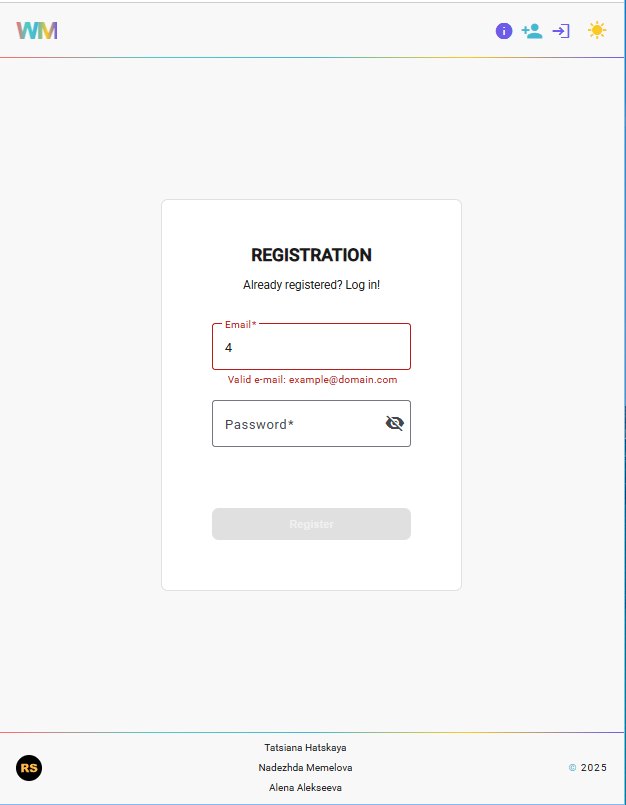 WM
REGISTRATION
Already registered? Log in!
Email*
4
Valid e-mail: example@domain.com
Password*
Register
Tatsiana Hatskaya
RS
Nadezhda Memelova
© 2025
Alena Alekseeva